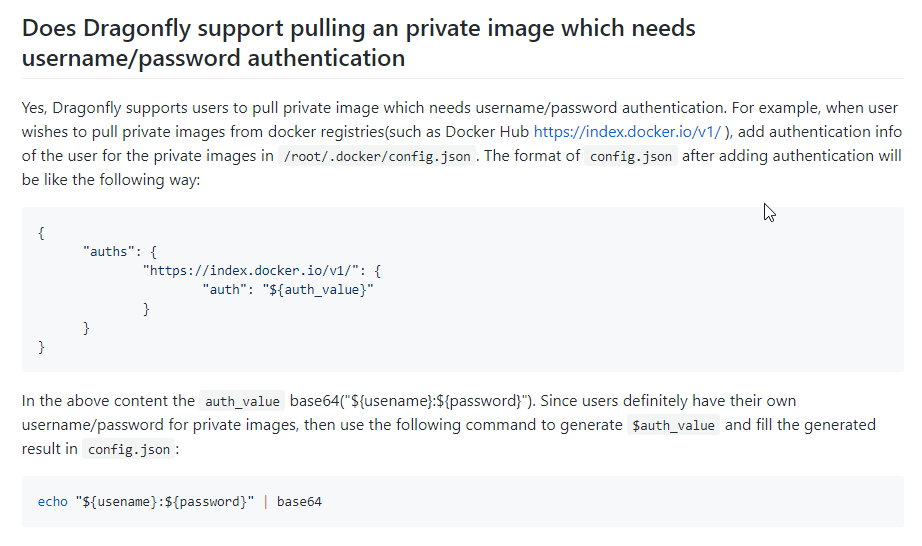 Does Dragonfly support pulling an private image which needs
username/password authentication
Yes, Dragonfly supports users to pull private image which needs username/password authentication. For example, when user
wishes to pull private images from docker registries(such as Docker Hub https://index.docker.io/v1/ ), add authentication info
of the user for the private images in /root/.docker/config.json . The format of config.json after adding authentication will
be like the following way:
{
"auths": {
"https://index.docker.io/v1/": {
"auth": "${auth_value}"
}
}
}
In the above content the auth_value base64("${usename}:${password}"). Since users definitely have their own
username/password for private images, then use the following command to generate $auth_value and fill the generated
result in config.json :
echo "${usename}:${password}" | base64